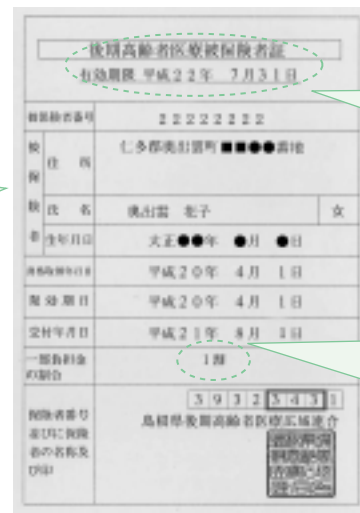 後期高齢者医療被保険者証
有効期限 平成22年 7月31日
被保険者番号 22222222
被保険者
住所 仁多郡奥出雲町■■●●番地
氏名 奥出雲 花子 女
生年月日 大正●●年 ●月 ●日
資格取得年月日 平成20年 4月 1日
発効期日 平成20年 4月 1日
交付年月日 平成21年 8月 1日
一部負担金の割合 1割
保険者番号並びに保険者の名称及び印
39323431
島根県後期高齢者医療広域連合